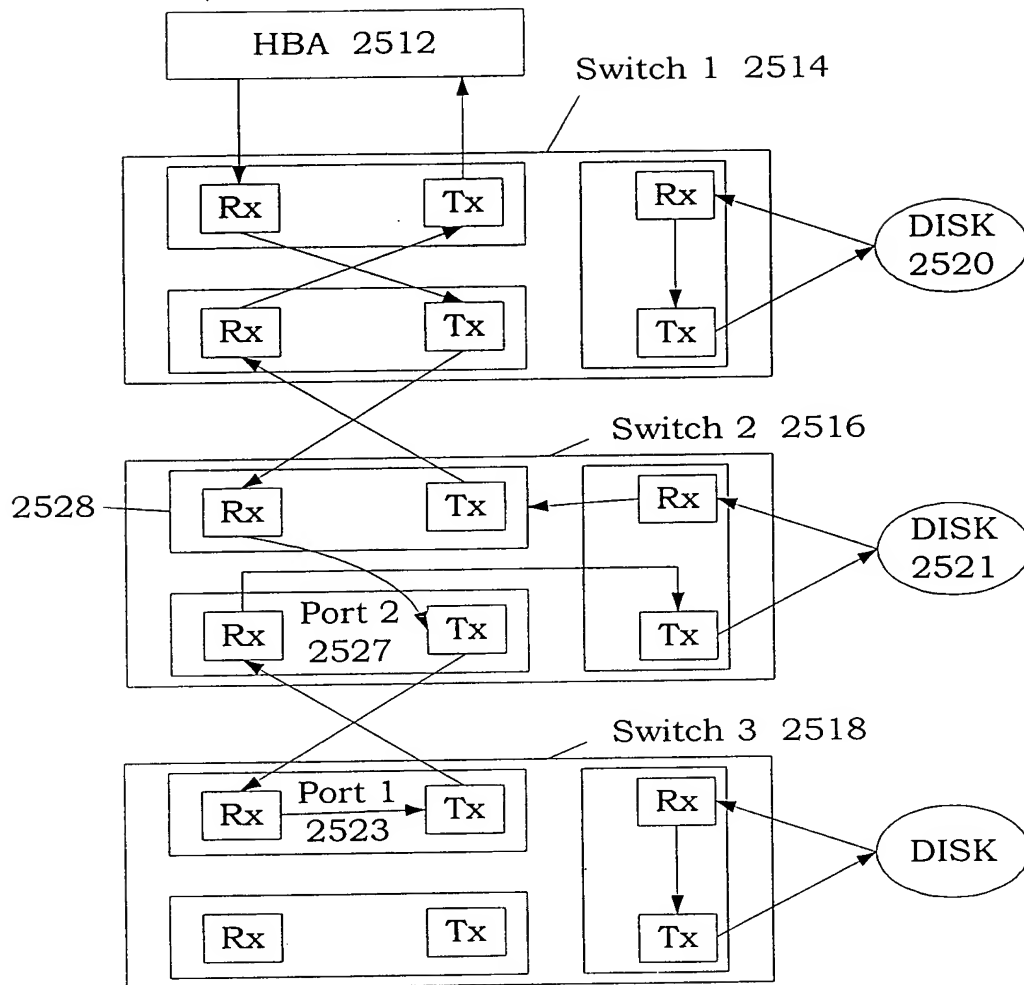 HBA 2512
Switch 1 2514
Rx
Tx
Rx
DISK
2520
Rx
Tx
Tx
Switch 2 2516
2528
Rx
Tx
Rx
DISK
2521
Rx
Port 2
2527
Tx
Tx
Switch 3 2518
Rx
Port 1
2523
Tx
Rx
DISK
Rx
Tx
Tx